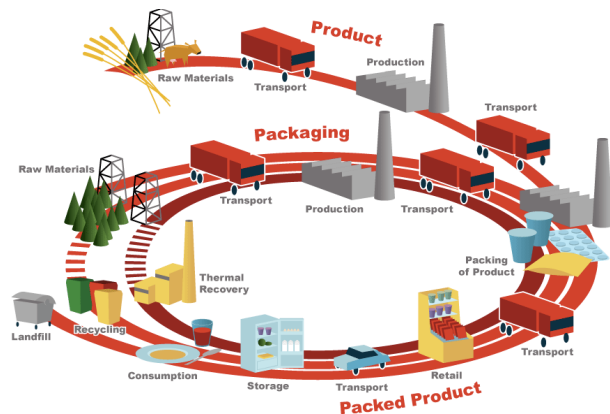 Product
Raw Materials
Transport
Production
Transport
Packaging
Raw Materials
Transport
Production
Transport
Packing
of Product
Thermal
Recovery
Landfill
Recycling
Consumption
Storage
Transport
Retail
Transport
Packed Product